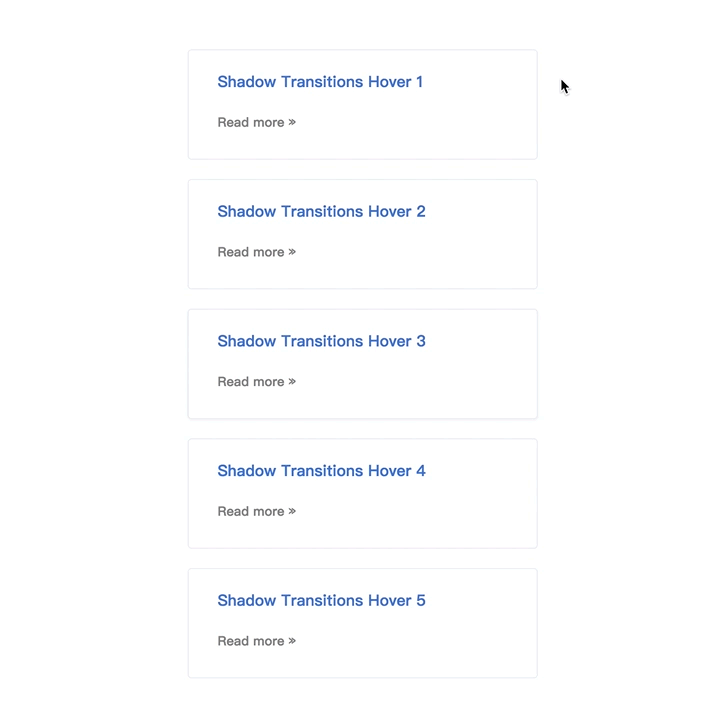 Shadow Transitions Hover 1
Read more »
Shadow Transitions Hover 2
Read more »
Shadow Transitions Hover 3
Read more »
Shadow Transitions Hover 4
Read more »
Shadow Transitions Hover 5
Read more »